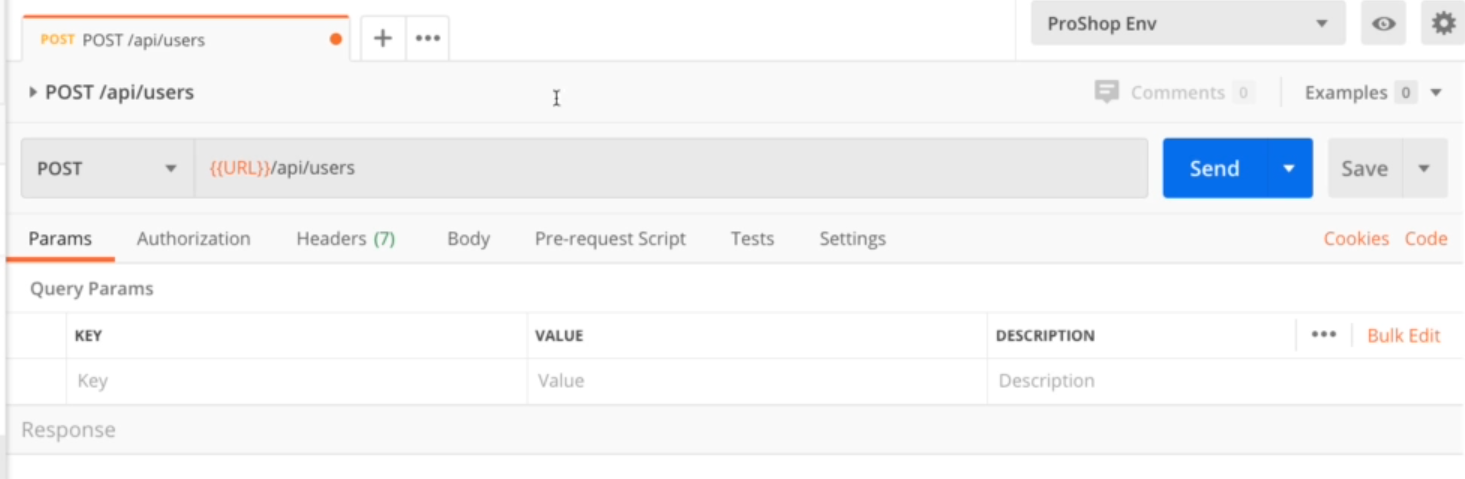 POST POST /api/users
ProShop Env
POST /api/users
Comments 0
Examples 0
POST
{{URL}}/api/users
Send
Save
Params Authorization Headers (7) Body Pre-request Script Tests Settings
Cookies Code
Query Params
KEY VALUE DESCRIPTION
Bulk Edit
Key Value Description
Response